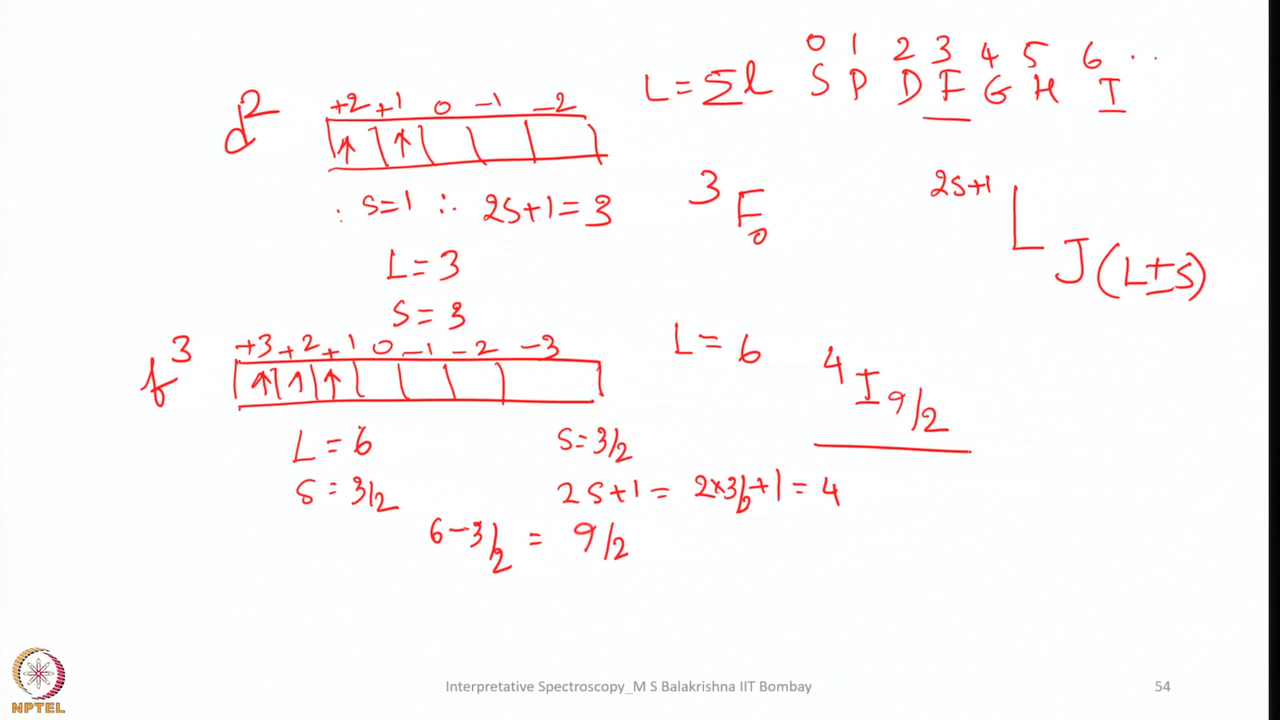 0 1 2 3 4 5 6 ..
L = Σl S P D F G H I
d² +2 +1 0 -1 -2
↑ ↑
. S=1 ∴ 2S+1 = 3
³F₀
2S+1 L J (L±S)
L = 3
S = 3
f³ +3 +2 +1 0 -1 -2 -3
↑ ↑ ↑
L = 6
⁴I9/2
L = 6 S = 3/2
S = 3/2 2S+1 = 2×3/2+1 = 4
6-3/2 = 9/2
NPTEL
Interpretative Spectroscopy_M S Balakrishna IIT Bombay
54